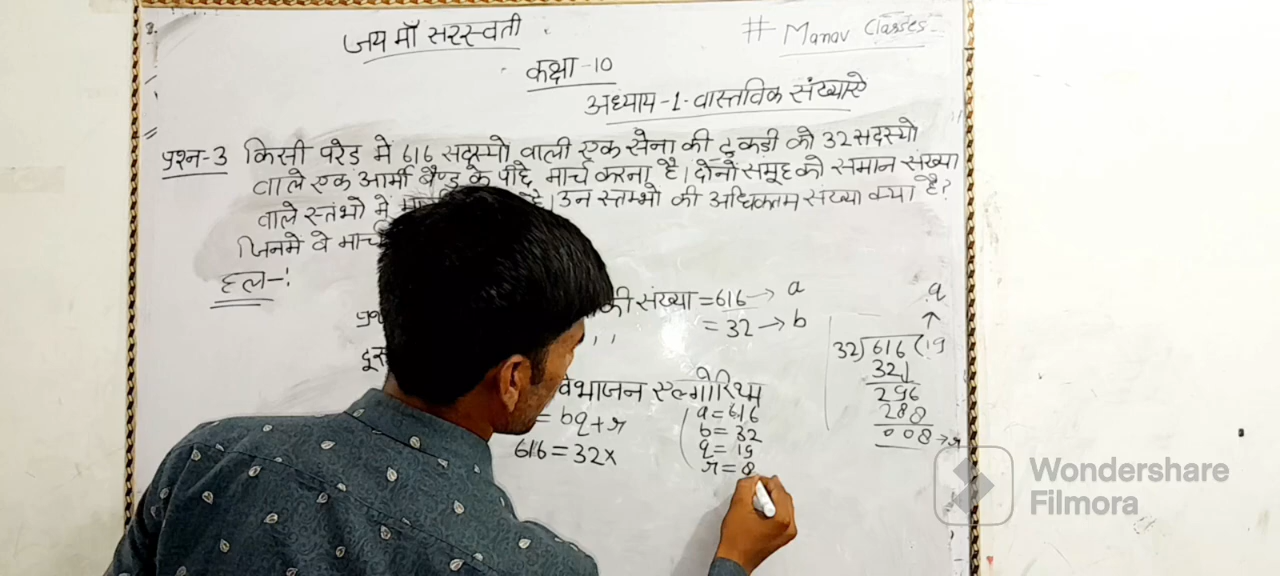 जय माँ सरस्वती
# Manav Classes
कक्षा-10
अध्याय-1-वास्तविक संख्याऐ
प्रश्न-3 किसी परेड में 616 सदस्यो वाली एक सेना की टुकडी को 32 सदस्यो
वाले एक आर्मी बैण्ड के पीछे मार्च करना है। दोनों समूह को समान संख्या
वाले स्तंभो में है। उन स्तम्भो की अधिकतम संख्या क्या है?
जिनमे वे मार्च
हल-:
की संख्या = 616 → a
= 32 → b
विभाजन एल्गोरिथ्म
= bq + r
616 = 32×
a = 616
b = 32
q = 19
r = 8
q
↑
32)616(19
32↓
296
288
008 → r
Wondershare
Filmora